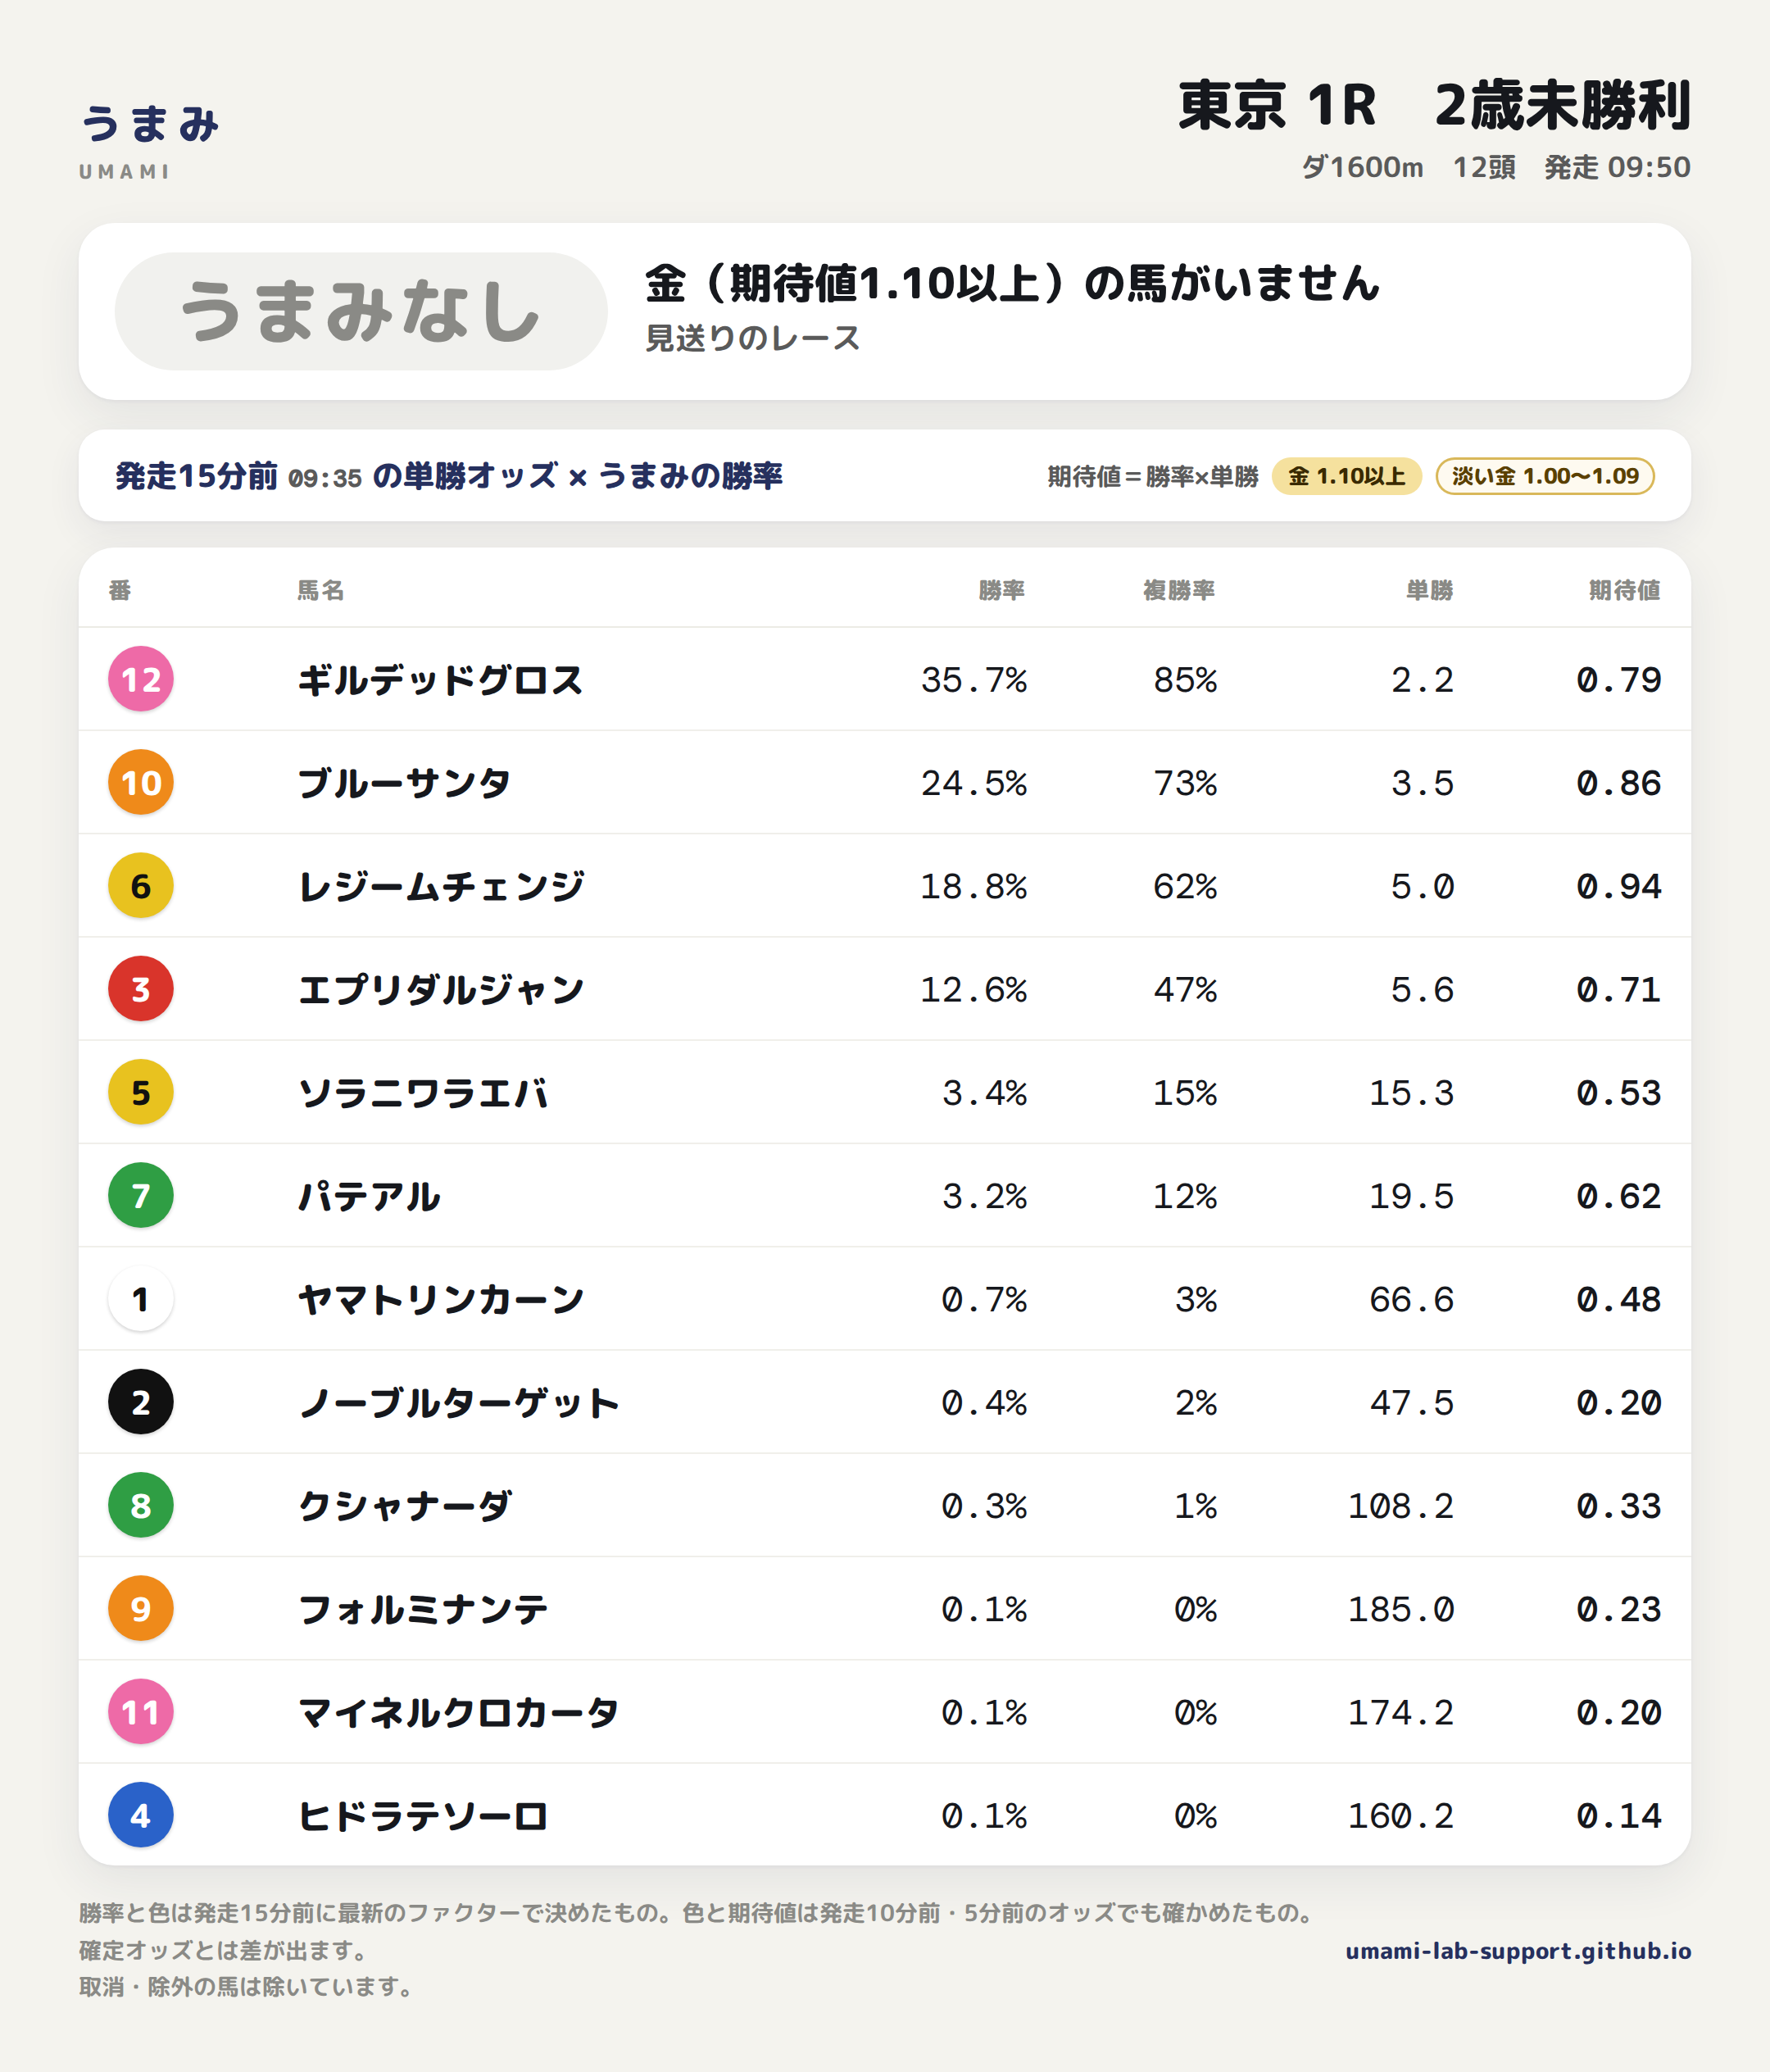 うまみ
UMAMI
東京 1R　2歳未勝利
ダ1600m　12頭　発走 09:50
うまみなし
金（期待値1.10以上）の馬がいません
見送りのレース
発走15分前 09:35 の単勝オッズ × うまみの勝率
期待値＝勝率×単勝 金 1.10以上 淡い金 1.00〜1.09
番 馬名 勝率 複勝率 単勝 期待値
12 ギルデッドグロス 35.7% 85% 2.2 0.79
10 ブルーサンタ 24.5% 73% 3.5 0.86
6 レジームチェンジ 18.8% 62% 5.0 0.94
3 エプリダルジャン 12.6% 47% 5.6 0.71
5 ソラニワラエバ 3.4% 15% 15.3 0.53
7 パテアル 3.2% 12% 19.5 0.62
1 ヤマトリンカーン 0.7% 3% 66.6 0.48
2 ノーブルターゲット 0.4% 2% 47.5 0.20
8 クシャナーダ 0.3% 1% 108.2 0.33
9 フォルミナンテ 0.1% 0% 185.0 0.23
11 マイネルクロカータ 0.1% 0% 174.2 0.20
4 ヒドラテソーロ 0.1% 0% 160.2 0.14
勝率と色は発走15分前に最新のファクターで決めたもの。色と期待値は発走10分前・5分前のオッズでも確かめたもの。
確定オッズとは差が出ます。
取消・除外の馬は除いています。
umami-lab-support.github.io